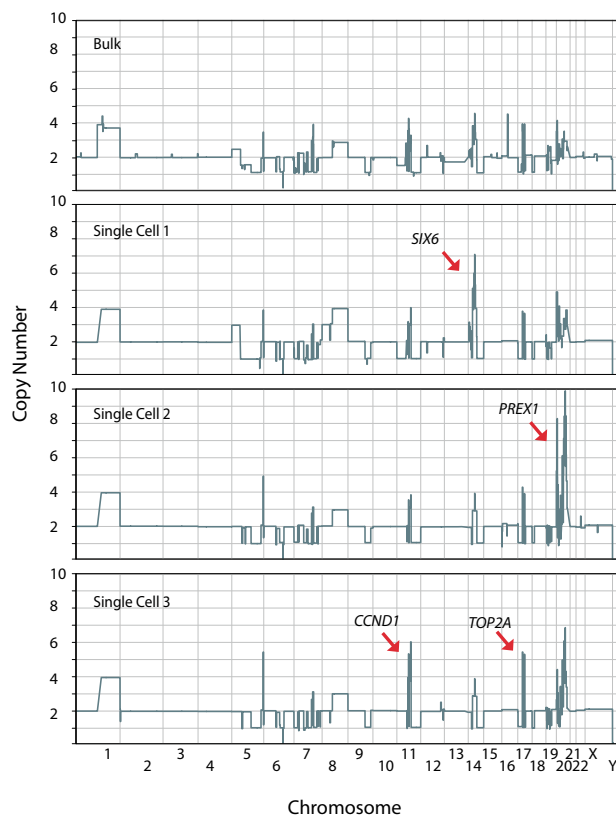 10
8
6
4
2
Bulk
10
8
6
4
2
Single Cell 1
SIX6
10
8
6
4
2
Single Cell 2
PREX1
10
8
6
4
2
Single Cell 3
CCND1
TOP2A
Copy Number
1 3 5 7 9 11 13 15 17 19 21 X
2 4 6 8 10 12 14 16 18 20 22 Y
Chromosome